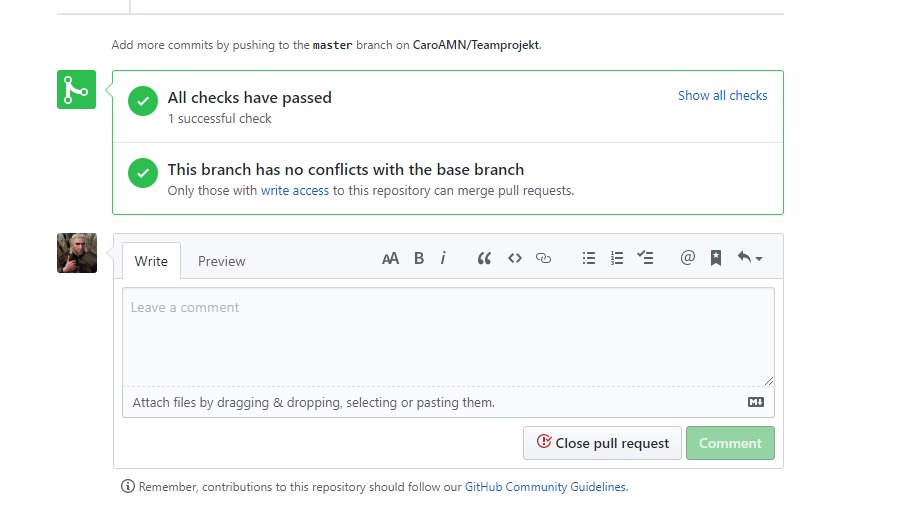 Add more commits by pushing to the master branch on CaroAMN/Teamprojekt.
All checks have passed
Show all checks
1 successful check
This branch has no conflicts with the base branch
Only those with write access to this repository can merge pull requests.
Write Preview AA B i @
Leave a comment
Attach files by dragging & dropping, selecting or pasting them.
Close pull request Comment
Remember, contributions to this repository should follow our GitHub Community Guidelines.